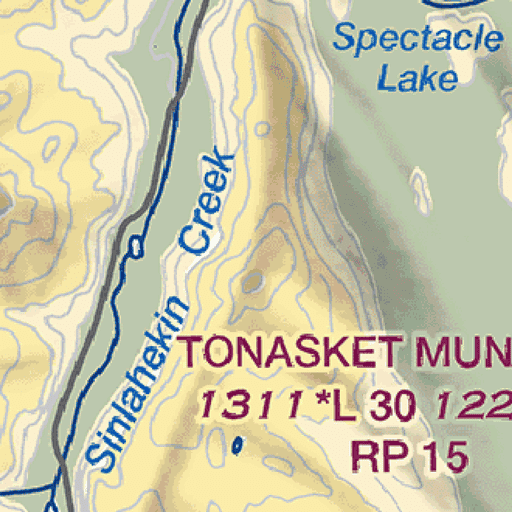 Spectacle
Lake
Sinlahekin Creek
TONASKET MUN
1311 *L 30 122
RP 15